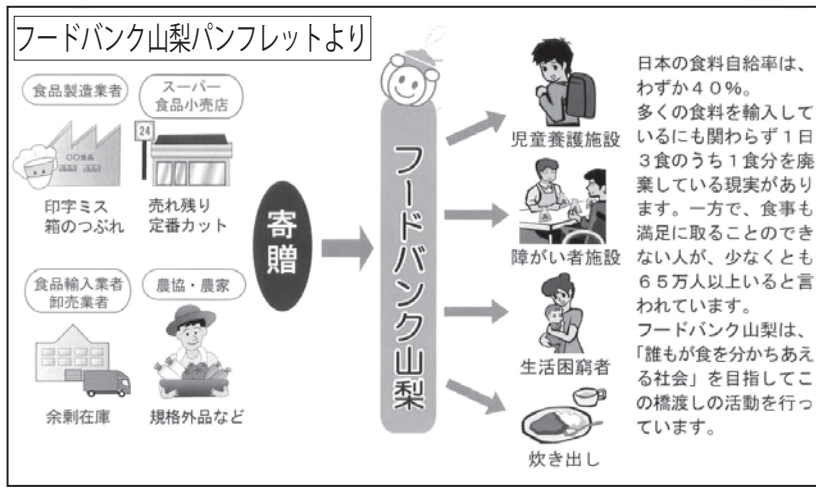 フードバンク山梨パンフレットより
食品製造業者
スーパー
食品小売店
24
〇〇食品
印字ミス
箱のつぶれ
売れ残り
定番カット
食品輸入業者
卸売業者
農協・農家
余剰在庫
規格外品など
寄贈
フードバンク山梨
児童養護施設
障がい者施設
生活困窮者
炊き出し
日本の食料自給率は、
わずか40%。
多くの食料を輸入して
いるにも関わらず1日
3食のうち1食分を廃
棄している現実があり
ます。一方で、食事も
満足に取ることのでき
ない人が、少なくとも
65万人以上いると言
われています。
フードバンク山梨は、
「誰もが食を分かちあえ
る社会」を目指してこ
の橋渡しの活動を行っ
ています。